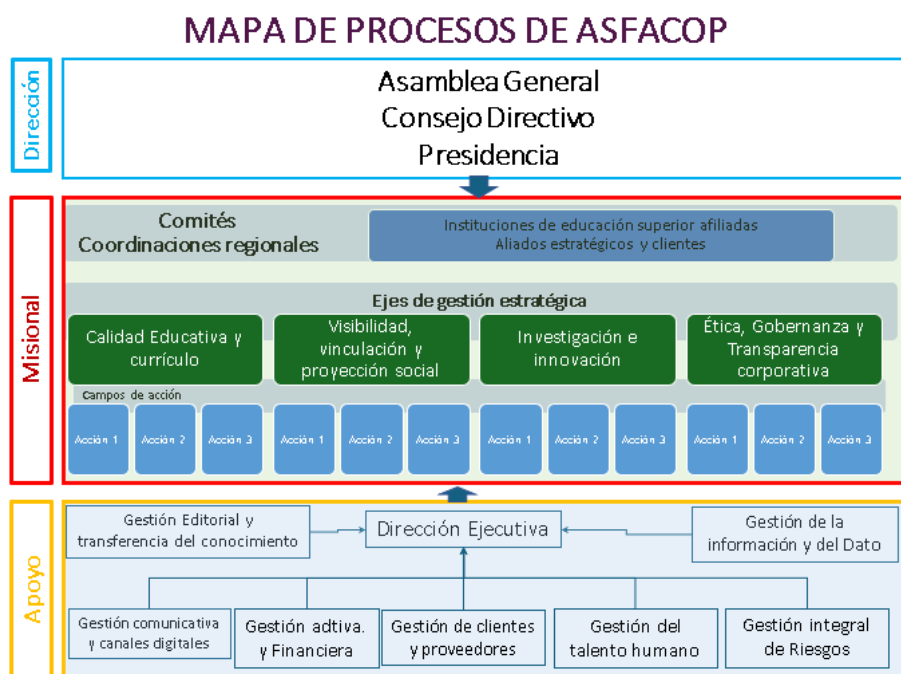 MAPA DE PROCESOS DE ASFACOP
Dirección
Asamblea General
Consejo Directivo
Presidencia
Misional
Comités
Coordinaciones regionales
Instituciones de educación superior afiliadas
Aliados estratégicos y clientes
Ejes de gestión estratégica
Calidad Educativa y
currículo
Visibilidad,
vinculación y
proyección social
Investigación e
innovación
Ética, Gobernanza y
Transparencia
corporativa
Campos de acción
Acción 1
Acción 2
Acción 3
Acción 1
Acción 2
Acción 3
Acción 1
Acción 2
Acción 3
Acción 1
Acción 2
Acción 3
Apoyo
Gestión Editorial y
transferencia del conocimiento
Dirección Ejecutiva
Gestión de la
información y del Dato
Gestión comunicativa
y canales digitales
Gestión adtiva.
y Financiera
Gestión de clientes
y proveedores
Gestión del
talento humano
Gestión integral
de Riesgos